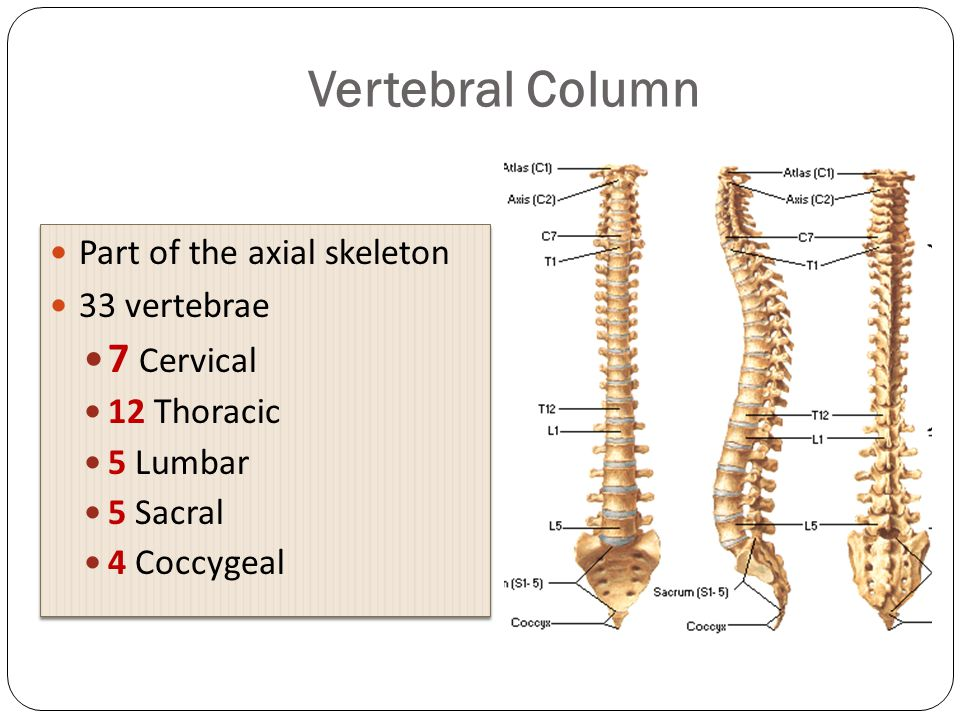 Vertebral Column
Part of the axial skeleton
33 vertebrae
7 Cervical
12 Thoracic
5 Lumbar
5 Sacral
4 Coccygeal
Atlas (C1)
Axis (C2)
C7
T1
T12
L1
L5
(S1- 5)
Coccyx
Sacrum (S1- 5)
Coccyx
Atlas (C1)
Axis (C2)
C7
T1
T12
L1
L5